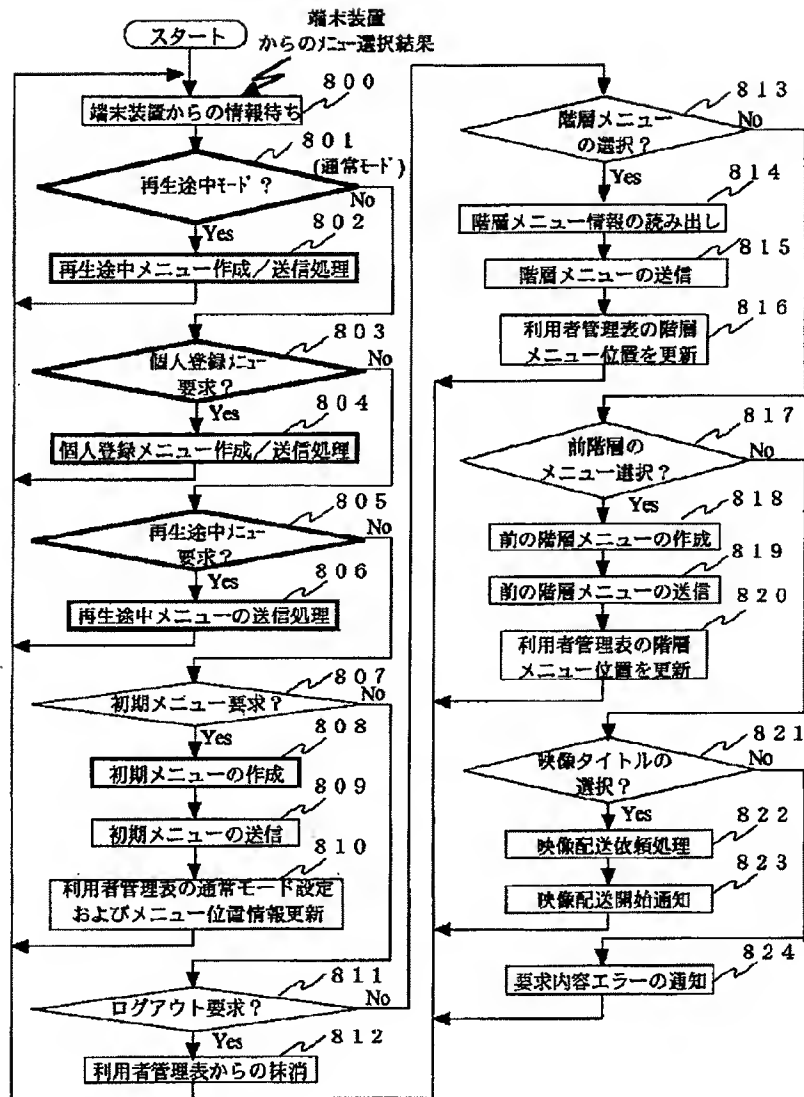 スタート
端末装置
からのメニュー選択結果
800
端末装置からの情報待ち
801
(通常モード)
再生途中モード？
No
Yes
802
再生途中メニュー作成／送信処理
803
個人登録メニュー
要求？
No
Yes
804
個人登録メニュー作成／送信処理
805
再生途中メニュー
要求？
No
Yes
806
再生途中メニューの送信処理
807
初期メニュー要求？
No
Yes
808
初期メニューの作成
809
初期メニューの送信
810
利用者管理表の通常モード設定
およびメニュー位置情報更新
811
ログアウト要求？
No
Yes
812
利用者管理表からの抹消
813
階層メニュー
の選択？
No
Yes
814
階層メニュー情報の読み出し
815
階層メニューの送信
816
利用者管理表の階層
メニュー位置を更新
817
前階層の
メニュー選択？
No
Yes
818
前の階層メニューの作成
819
前の階層メニューの送信
820
利用者管理表の階層
メニュー位置を更新
821
映像タイトルの
選択？
No
Yes
822
映像配送依頼処理
823
映像配送開始通知
824
要求内容エラーの通知